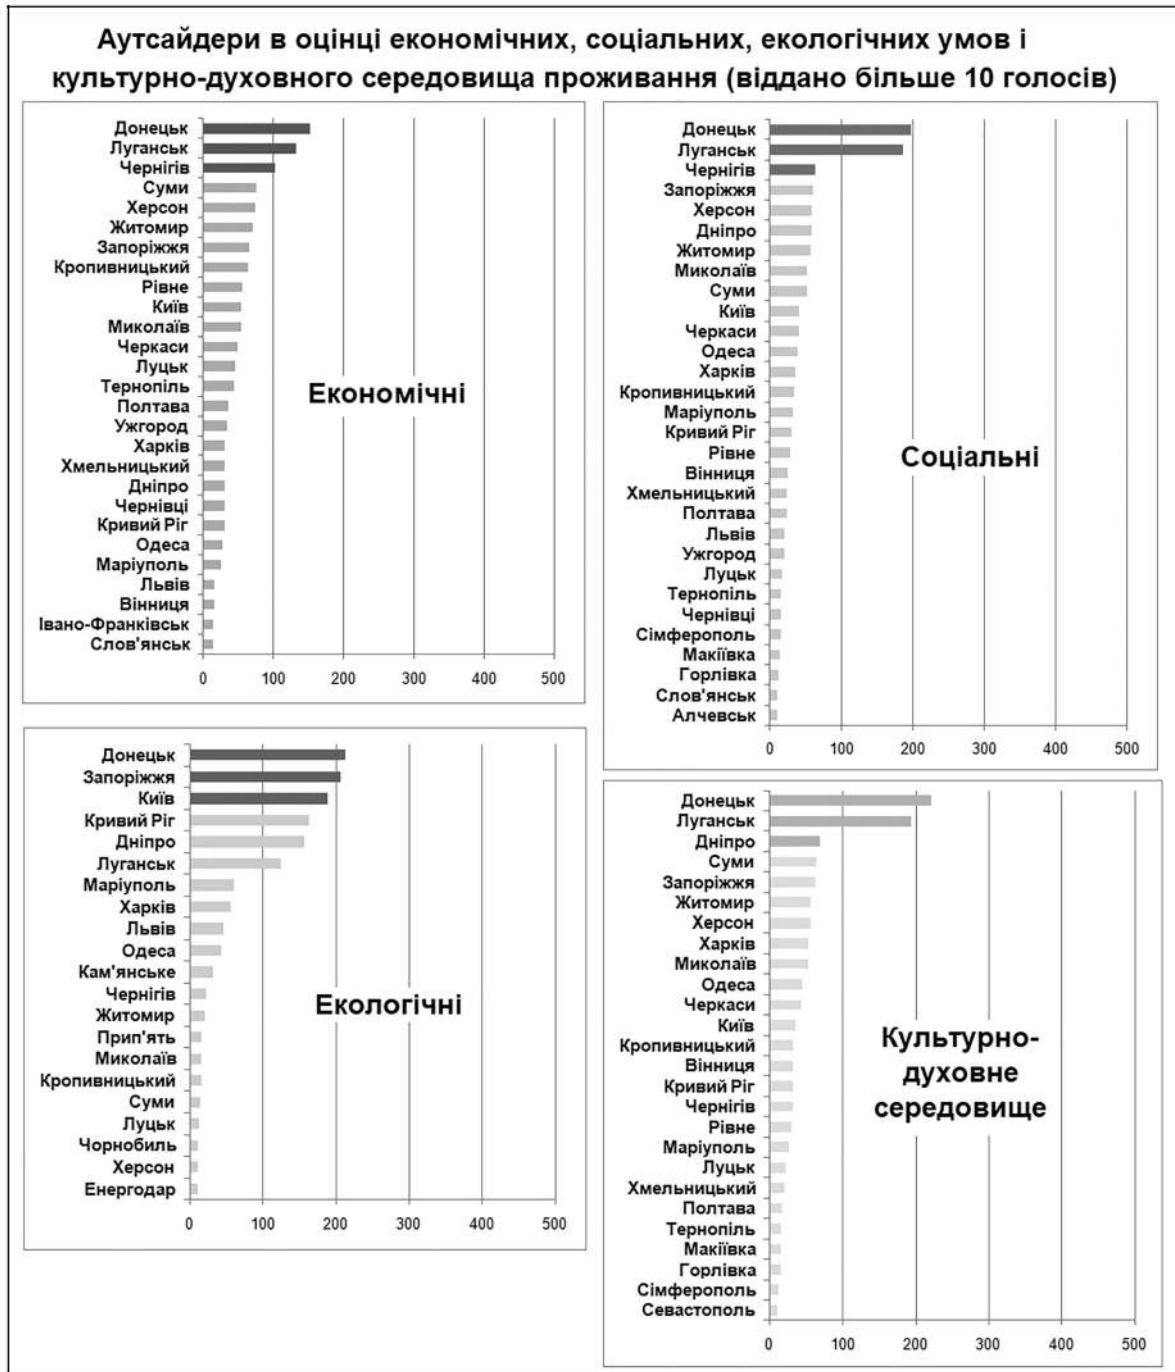 Аутсайдери в оцінці економічних, соціальних, екологічних умов і
культурно-духовного середовища проживання (віддано більше 10 голосів)
Донецьк
Луганськ
Чернігів
Суми
Херсон
Житомир
Запоріжжя
Кропивницький
Рівне
Київ
Миколаїв
Черкаси
Луцьк
Тернопіль
Полтава
Ужгород
Харків
Хмельницький
Дніпро
Чернівці
Кривий Ріг
Одеса
Маріуполь
Львів
Вінниця
Івано-Франківськ
Слов'янськ
Економічні
0 100 200 300 400 500
Донецьк
Луганськ
Чернігів
Запоріжжя
Херсон
Дніпро
Житомир
Миколаїв
Суми
Київ
Черкаси
Одеса
Харків
Кропивницький
Маріуполь
Кривий Ріг
Рівне
Вінниця
Хмельницький
Полтава
Львів
Ужгород
Луцьк
Тернопіль
Чернівці
Сімферополь
Макіївка
Горлівка
Слов'янськ
Алчевськ
Соціальні
0 100 200 300 400 500
Донецьк
Запоріжжя
Київ
Кривий Ріг
Дніпро
Луганськ
Маріуполь
Харків
Львів
Одеса
Кам'янське
Чернігів
Житомир
Прип'ять
Миколаїв
Кропивницький
Суми
Луцьк
Чорнобиль
Херсон
Енергодар
Екологічні
0 100 200 300 400 500
Донецьк
Луганськ
Дніпро
Суми
Запоріжжя
Житомир
Херсон
Харків
Миколаїв
Одеса
Черкаси
Київ
Кропивницький
Вінниця
Кривий Ріг
Чернігів
Рівне
Маріуполь
Луцьк
Хмельницький
Полтава
Тернопіль
Макіївка
Горлівка
Сімферополь
Севастополь
Культурно-
духовне
середовище
0 100 200 300 400 500